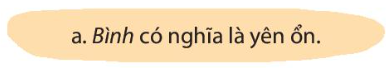 a. Bình có nghĩa là yên ổn.